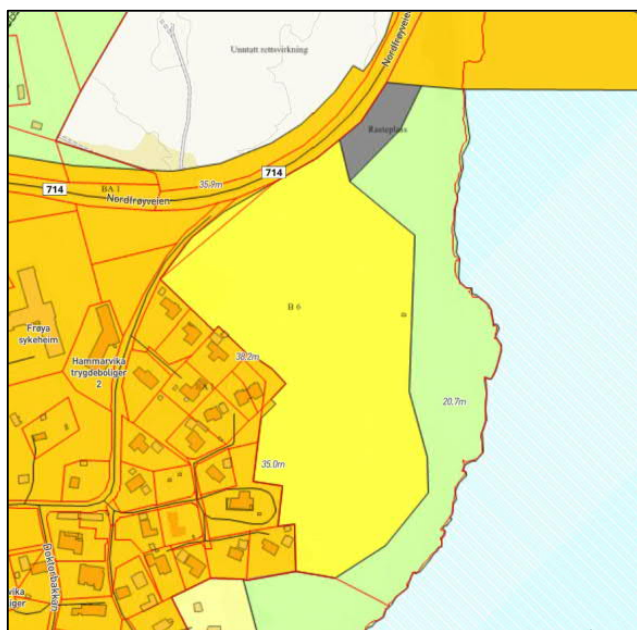 Unntatt rettsvirkning
Nordfrøyveien
Rasteplass
714
714
BA 1
35.9m
Nordfrøyveien
B 6
Frøya
sykeheim
Hammarvika
trygdeboliger
2
38.2m
20.7m
35.0m
Doktorbakken